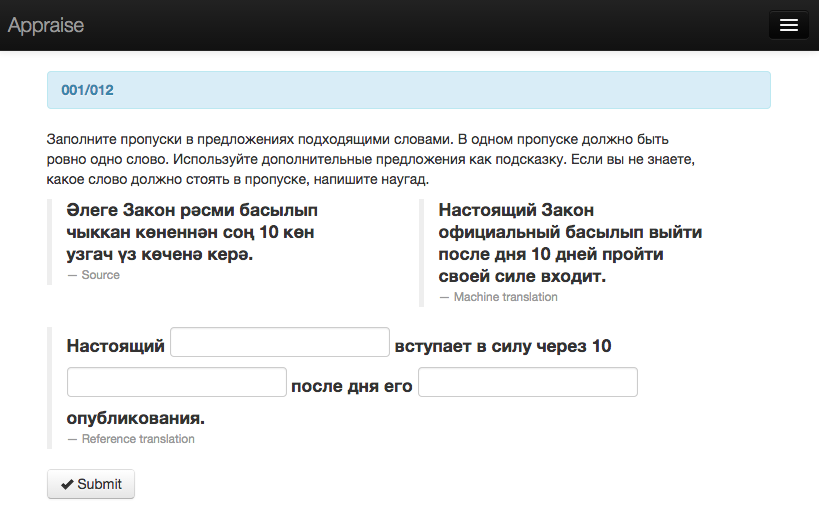 Appraise
001/012
Заполните пропуски в предложениях подходящими словами. В одном пропуске должно быть
ровно одно слово. Используйте дополнительные предложения как подсказку. Если вы не знаете,
какое слово должно стоять в пропуске, напишите наугад.
Әлеге Закон рәсми басылып
чыккан көненнән соң 10 көн
узгач үз көченә керә.
— Source
Настоящий Закон
официальный басылып выйти
после дня 10 дней пройти
своей силе входит.
— Machine translation
Настоящий вступает в силу через 10
после дня его
опубликования.
— Reference translation
Submit